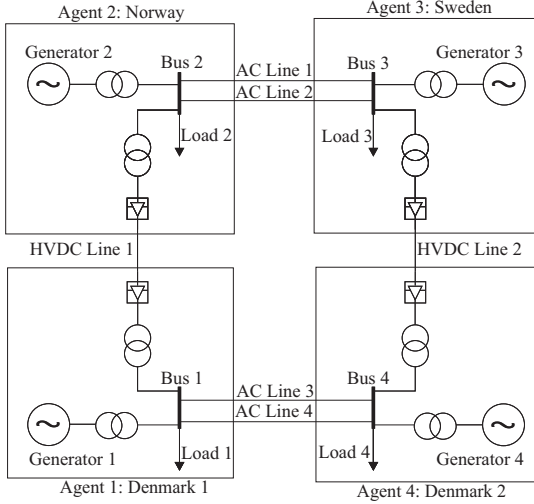 Agent 2: Norway
Agent 3: Sweden
Generator 2
Bus 2
AC Line 1
AC Line 2
Bus 3
Generator 3
Load 2
Load 3
HVDC Line 1
HVDC Line 2
Bus 1
AC Line 3
AC Line 4
Bus 4
Generator 1
Load 1
Load 4
Generator 4
Agent 1: Denmark 1
Agent 4: Denmark 2